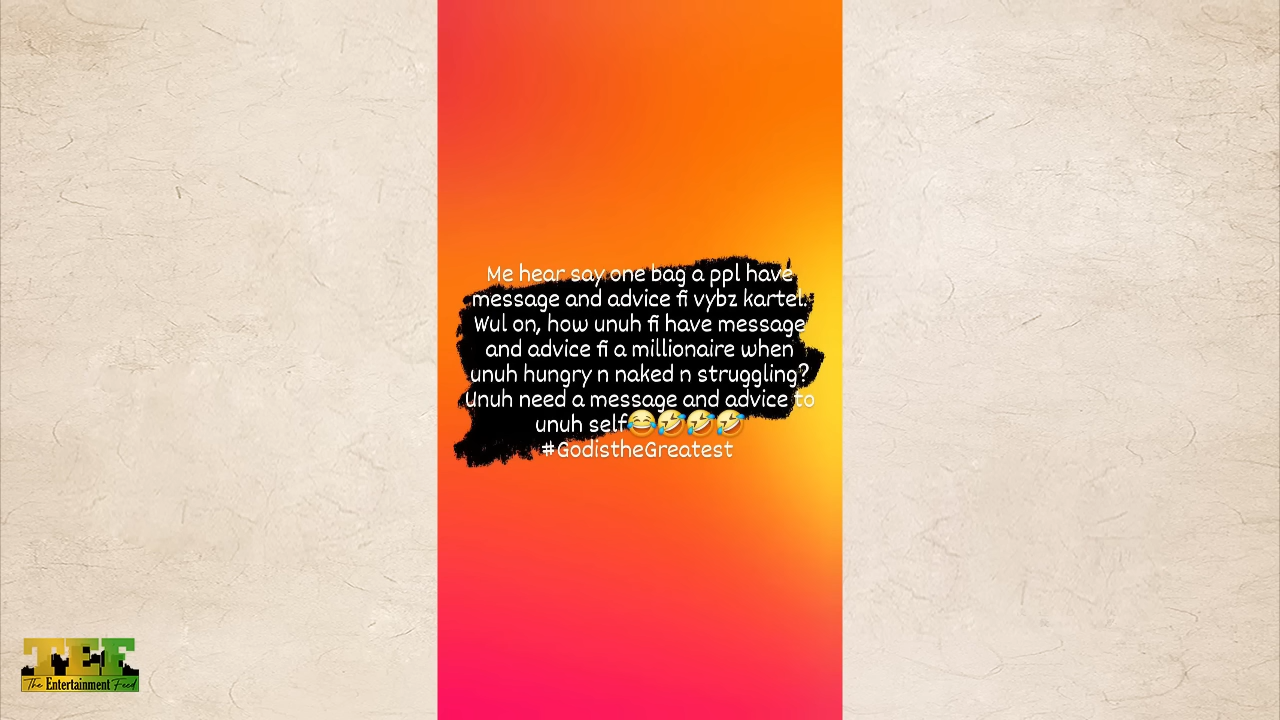 Me hear say one bag a ppl have
message and advice fi vybz kartel.
Wul on, how unuh fi have message
and advice fi a millionaire when
unuh hungry n naked n struggling?
Unuh need a message and advice to
unuh self😂🤣🤣🤣
#GodistheGreatest
TEF
The Entertainment Feed